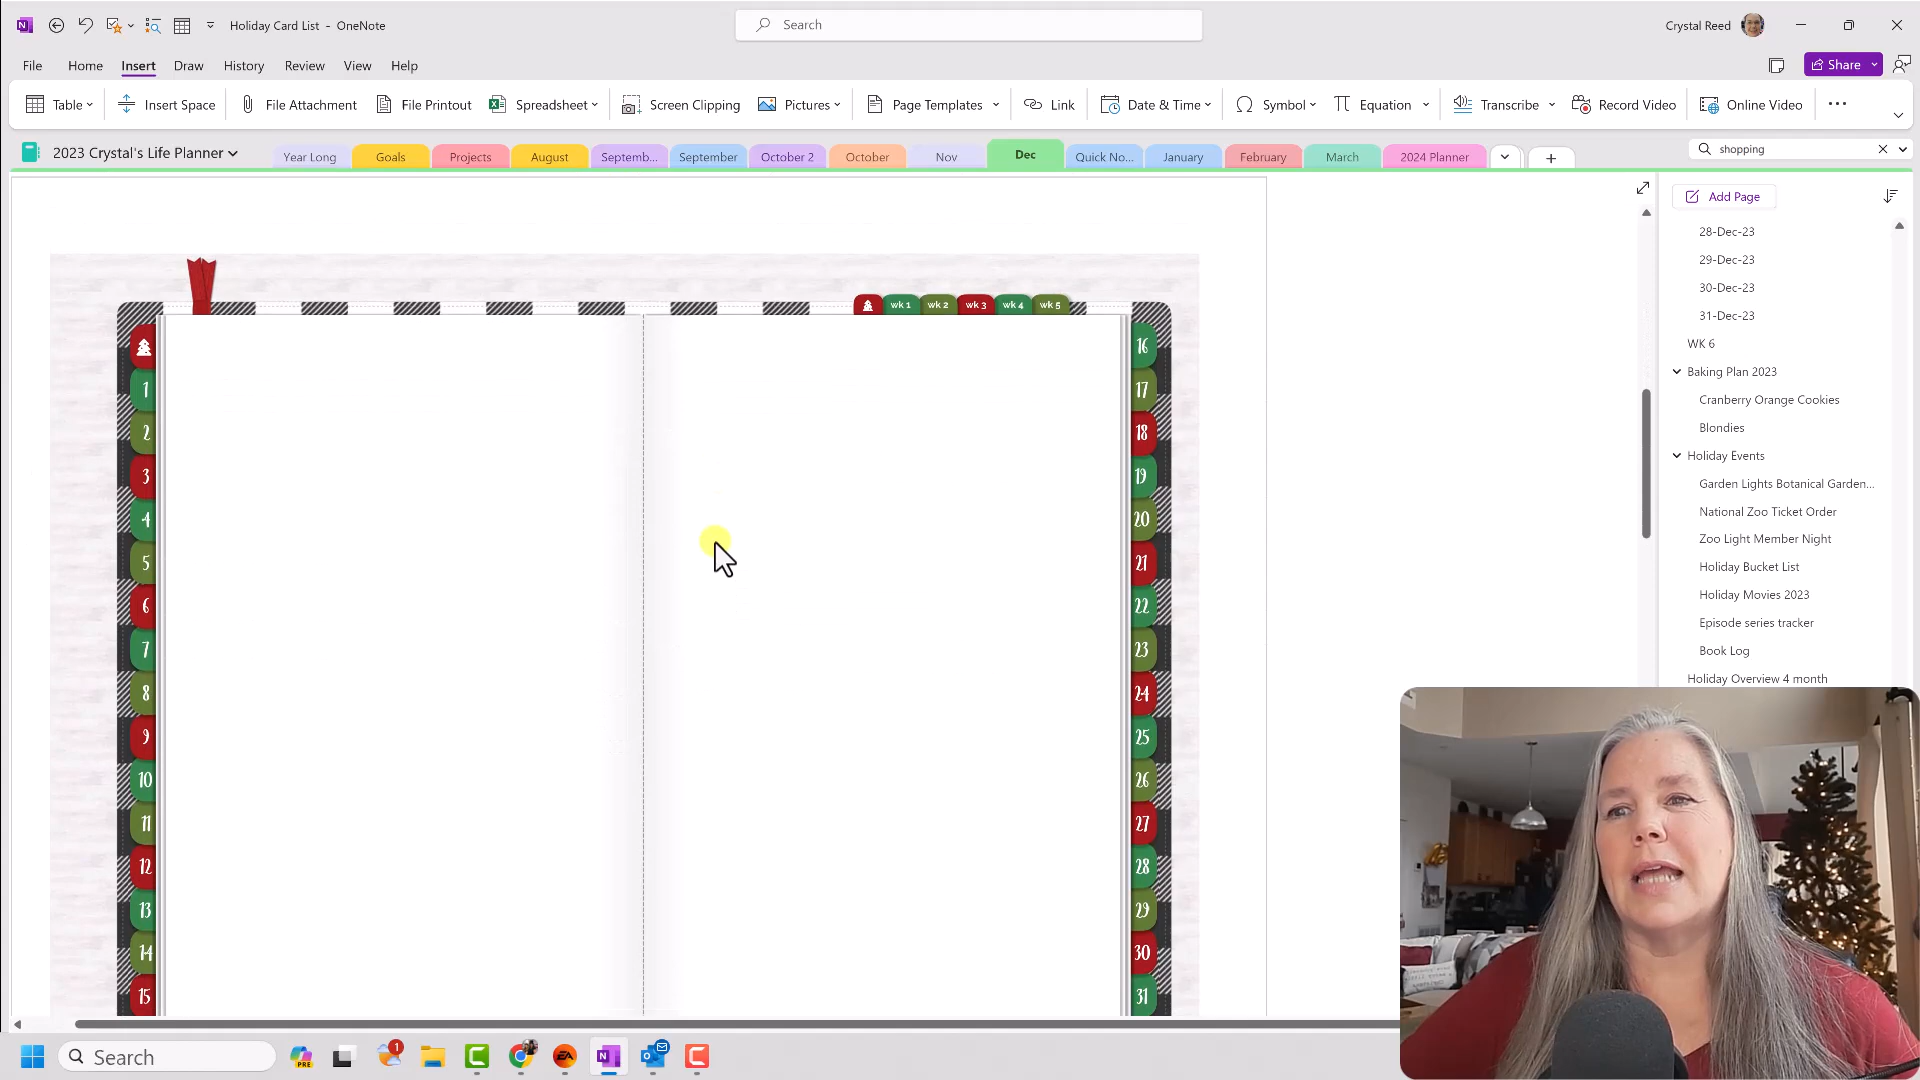 Holiday Card List - OneNote
Search
Crystal Reed
File Home Insert Draw History Review View Help
Share
Table Insert Space File Attachment File Printout Spreadsheet Screen Clipping Pictures Page Templates Link Date & Time Symbol Equation Transcribe Record Video Online Video
2023 Crystal's Life Planner
Year Long Goals Projects August Septemb... September October 2 October Nov Dec Quick No... January February March 2024 Planner
shopping
Add Page
28-Dec-23
29-Dec-23
30-Dec-23
31-Dec-23
WK 6
Baking Plan 2023
Cranberry Orange Cookies
Blondies
Holiday Events
Garden Lights Botanical Garden...
National Zoo Ticket Order
Zoo Light Member Night
Holiday Bucket List
Holiday Movies 2023
Episode series tracker
Book Log
Holiday Overview 4 month
wk 1 wk 2 wk 3 wk 4 wk 5
1
2
3
4
5
6
7
8
9
10
11
12
13
14
15
16
17
18
19
20
21
22
23
24
25
26
27
28
29
30
31
Search
PRE
1
EA